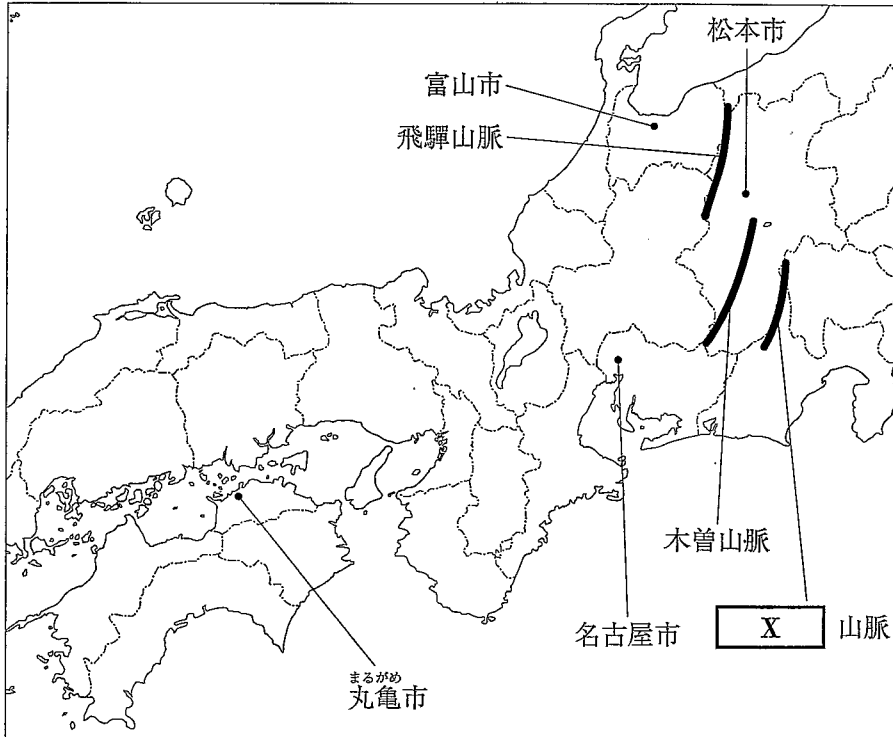 松本市
富山市
飛驒山脈
木曽山脈
名古屋市
X 山脈
まるがめ
丸亀市